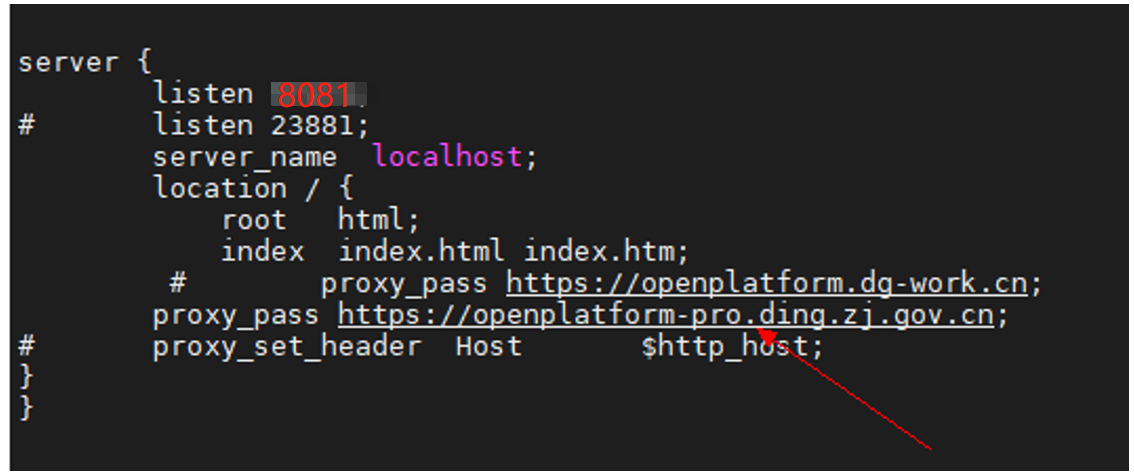 server {
listen 8081;
# listen 23881;
server_name localhost;
location / {
root html;
index index.html index.htm;
# proxy_pass https://openplatform.dg-work.cn;
proxy_pass https://openplatform-pro.ding.zj.gov.cn;
# proxy_set_header Host $http_host;
}
}